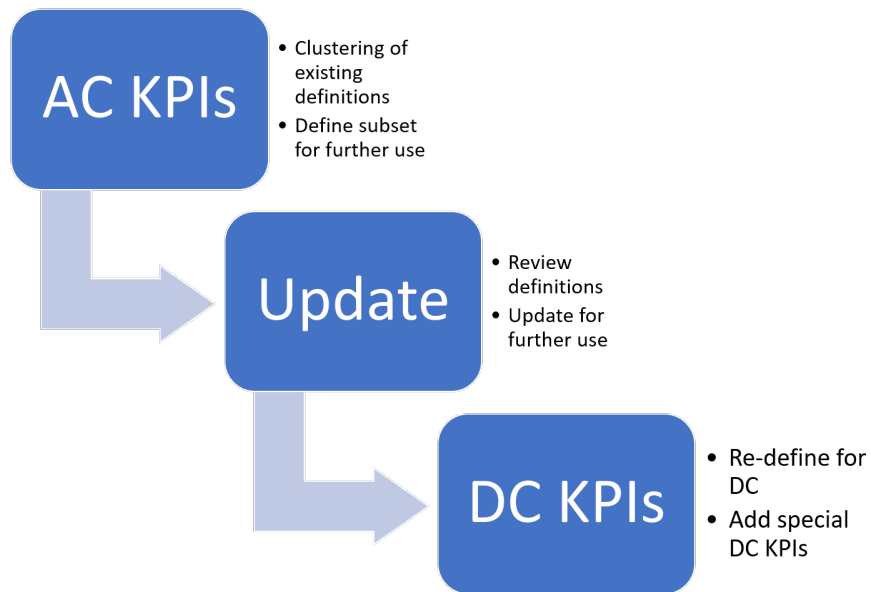 AC KPIs
• Clustering of
existing
definitions
• Define subset
for further use
Update
• Review
definitions
• Update for
further use
DC KPIs
• Re-define for
DC
• Add special
DC KPIs